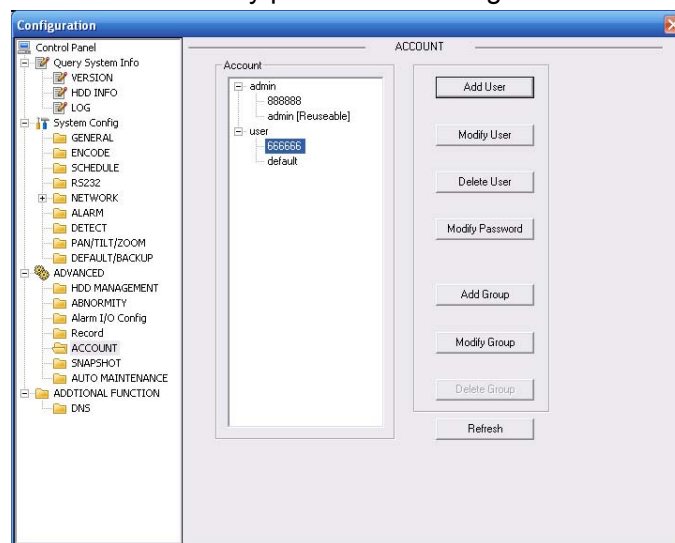 Configuration
Control Panel
Query System Info
VERSION
HDD INFO
LOG
System Config
GENERAL
ENCODE
SCHEDULE
RS232
NETWORK
ALARM
DETECT
PAN/TILT/ZOOM
DEFAULT/BACKUP
ADVANCED
HDD MANAGEMENT
ABNORMITY
Alarm I/O Config
Record
ACCOUNT
SNAPSHOT
AUTO MAINTENANCE
ADDTIONAL FUNCTION
DNS
ACCOUNT
Account
admin
888888
admin [Reuseable]
user
666666
default
Add User
Modify User
Delete User
Modify Password
Add Group
Modify Group
Delete Group
Refresh